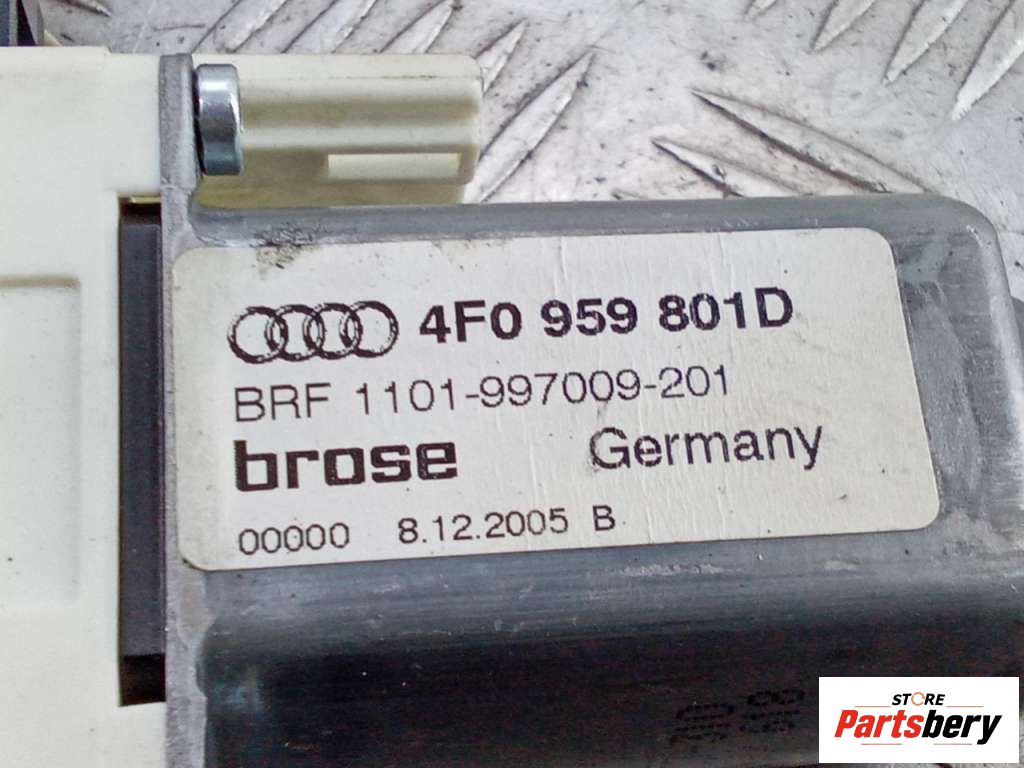 4F0 959 801D
BRF 1101-997009-201
brose Germany
00000 8.12.2005 B
STORE
Partsbery